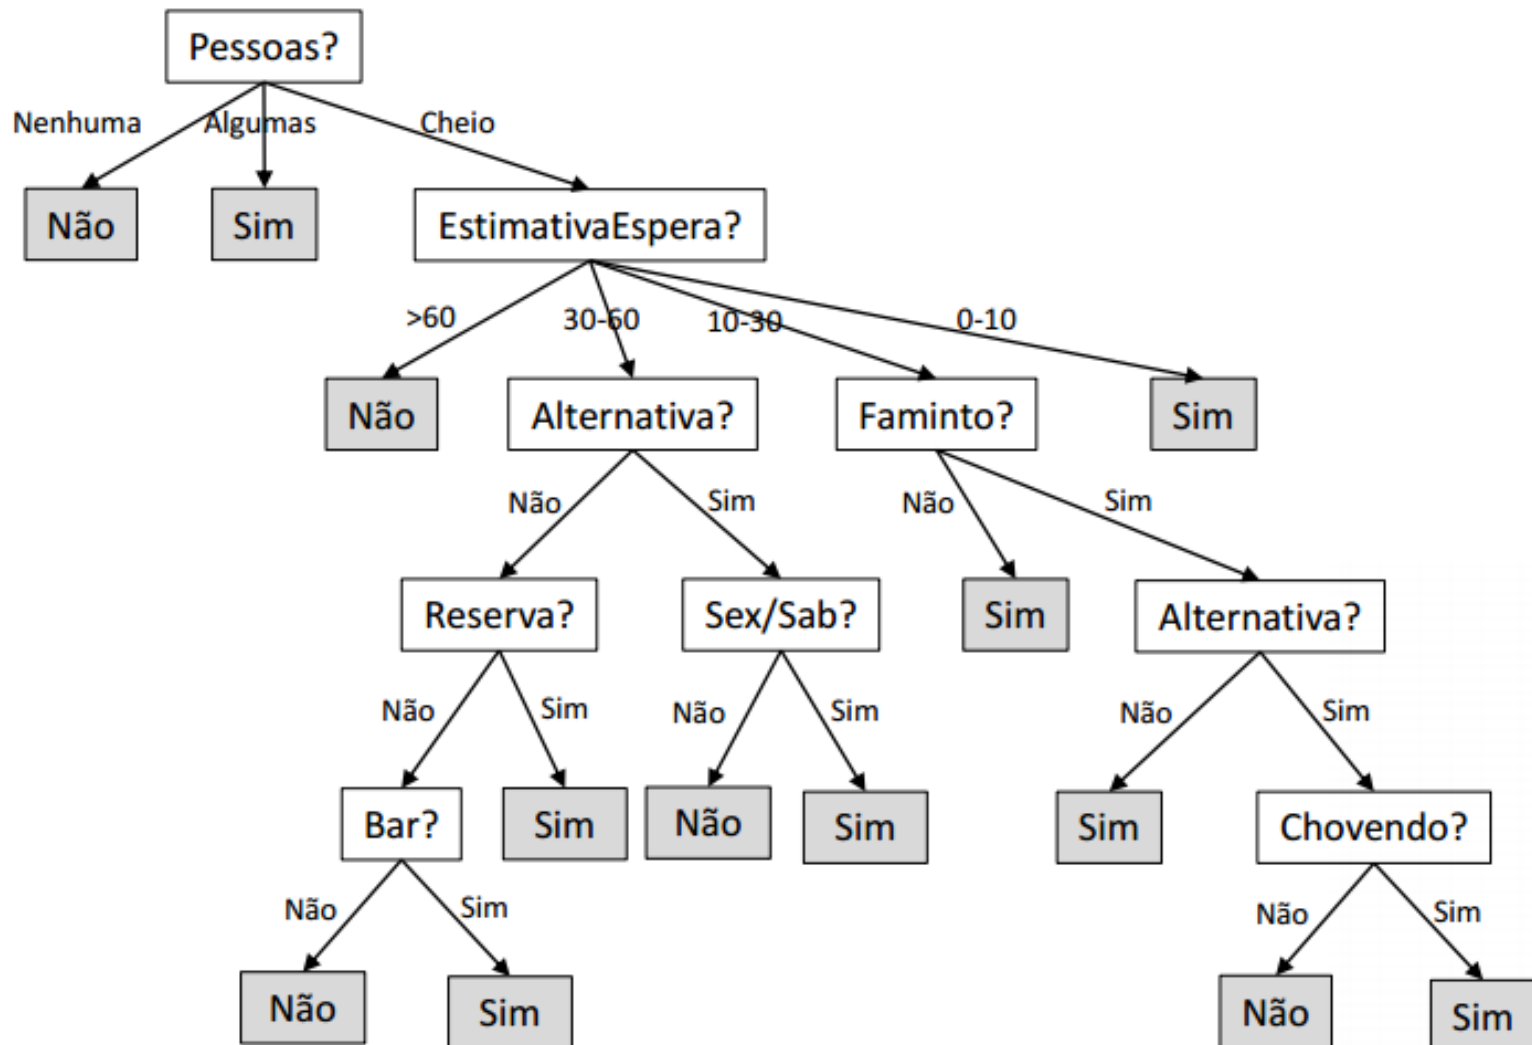 Pessoas?
Nenhuma
Algumas
Cheio
Não
Sim
EstimativaEspera?
>60
30-60
10-30
0-10
Não
Alternativa?
Faminto?
Sim
Não
Sim
Não
Sim
Reserva?
Sex/Sab?
Sim
Alternativa?
Não
Sim
Não
Sim
Não
Sim
Bar?
Sim
Não
Sim
Sim
Chovendo?
Não
Sim
Não
Sim
Não
Sim
Não
Sim